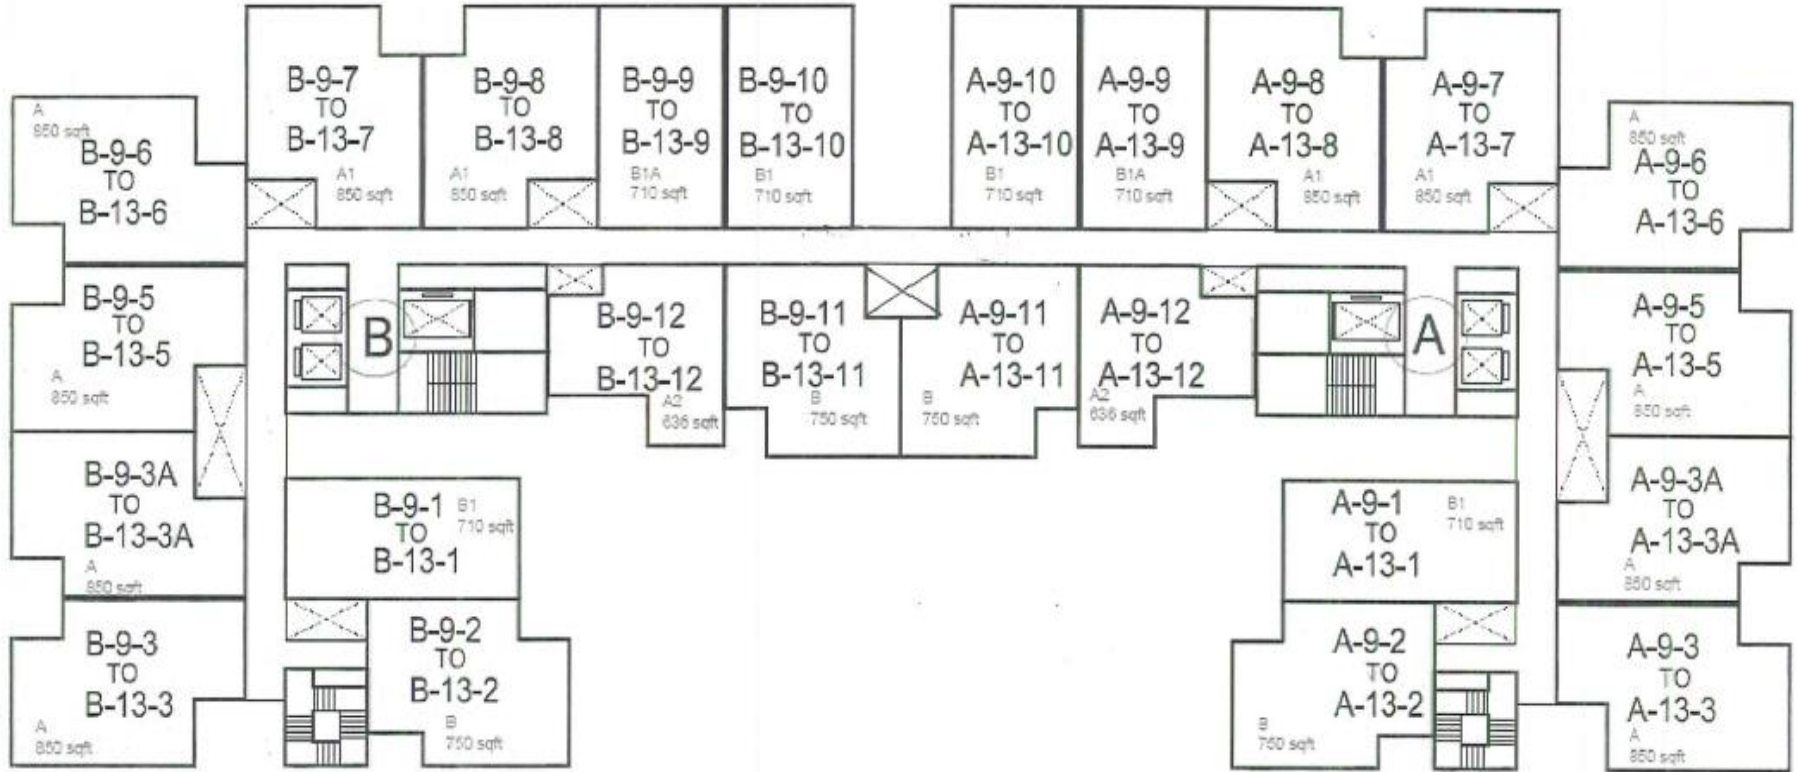 B-9-7
TO
B-13-7
A1
850 sqft
B-9-8
TO
B-13-8
A1
850 sqft
B-9-9
TO
B-13-9
B1A
710 sqft
B-9-10
TO
B-13-10
B1
710 sqft
A-9-10
TO
A-13-10
B1
710 sqft
A-9-9
TO
A-13-9
B1A
710 sqft
A-9-8
TO
A-13-8
A1
850 sqft
A-9-7
TO
A-13-7
A1
850 sqft
A
850 sqft
B-9-6
TO
B-13-6
A
850 sqft
A-9-6
TO
A-13-6
B-9-5
TO
B-13-5
A
850 sqft
B
B-9-12
TO
B-13-12
A2
636 sqft
B-9-11
TO
B-13-11
B
750 sqft
A-9-11
TO
A-13-11
B
750 sqft
A-9-12
TO
A-13-12
A2
636 sqft
A
A-9-5
TO
A-13-5
A
850 sqft
B-9-3A
TO
B-13-3A
A
850 sqft
B-9-1
TO
B-13-1
B1
710 sqft
A-9-1
TO
A-13-1
B1
710 sqft
A-9-3A
TO
A-13-3A
A
850 sqft
B-9-3
TO
B-13-3
A
850 sqft
B-9-2
TO
B-13-2
B
750 sqft
A-9-2
TO
A-13-2
B
750 sqft
A-9-3
TO
A-13-3
A
850 sqft